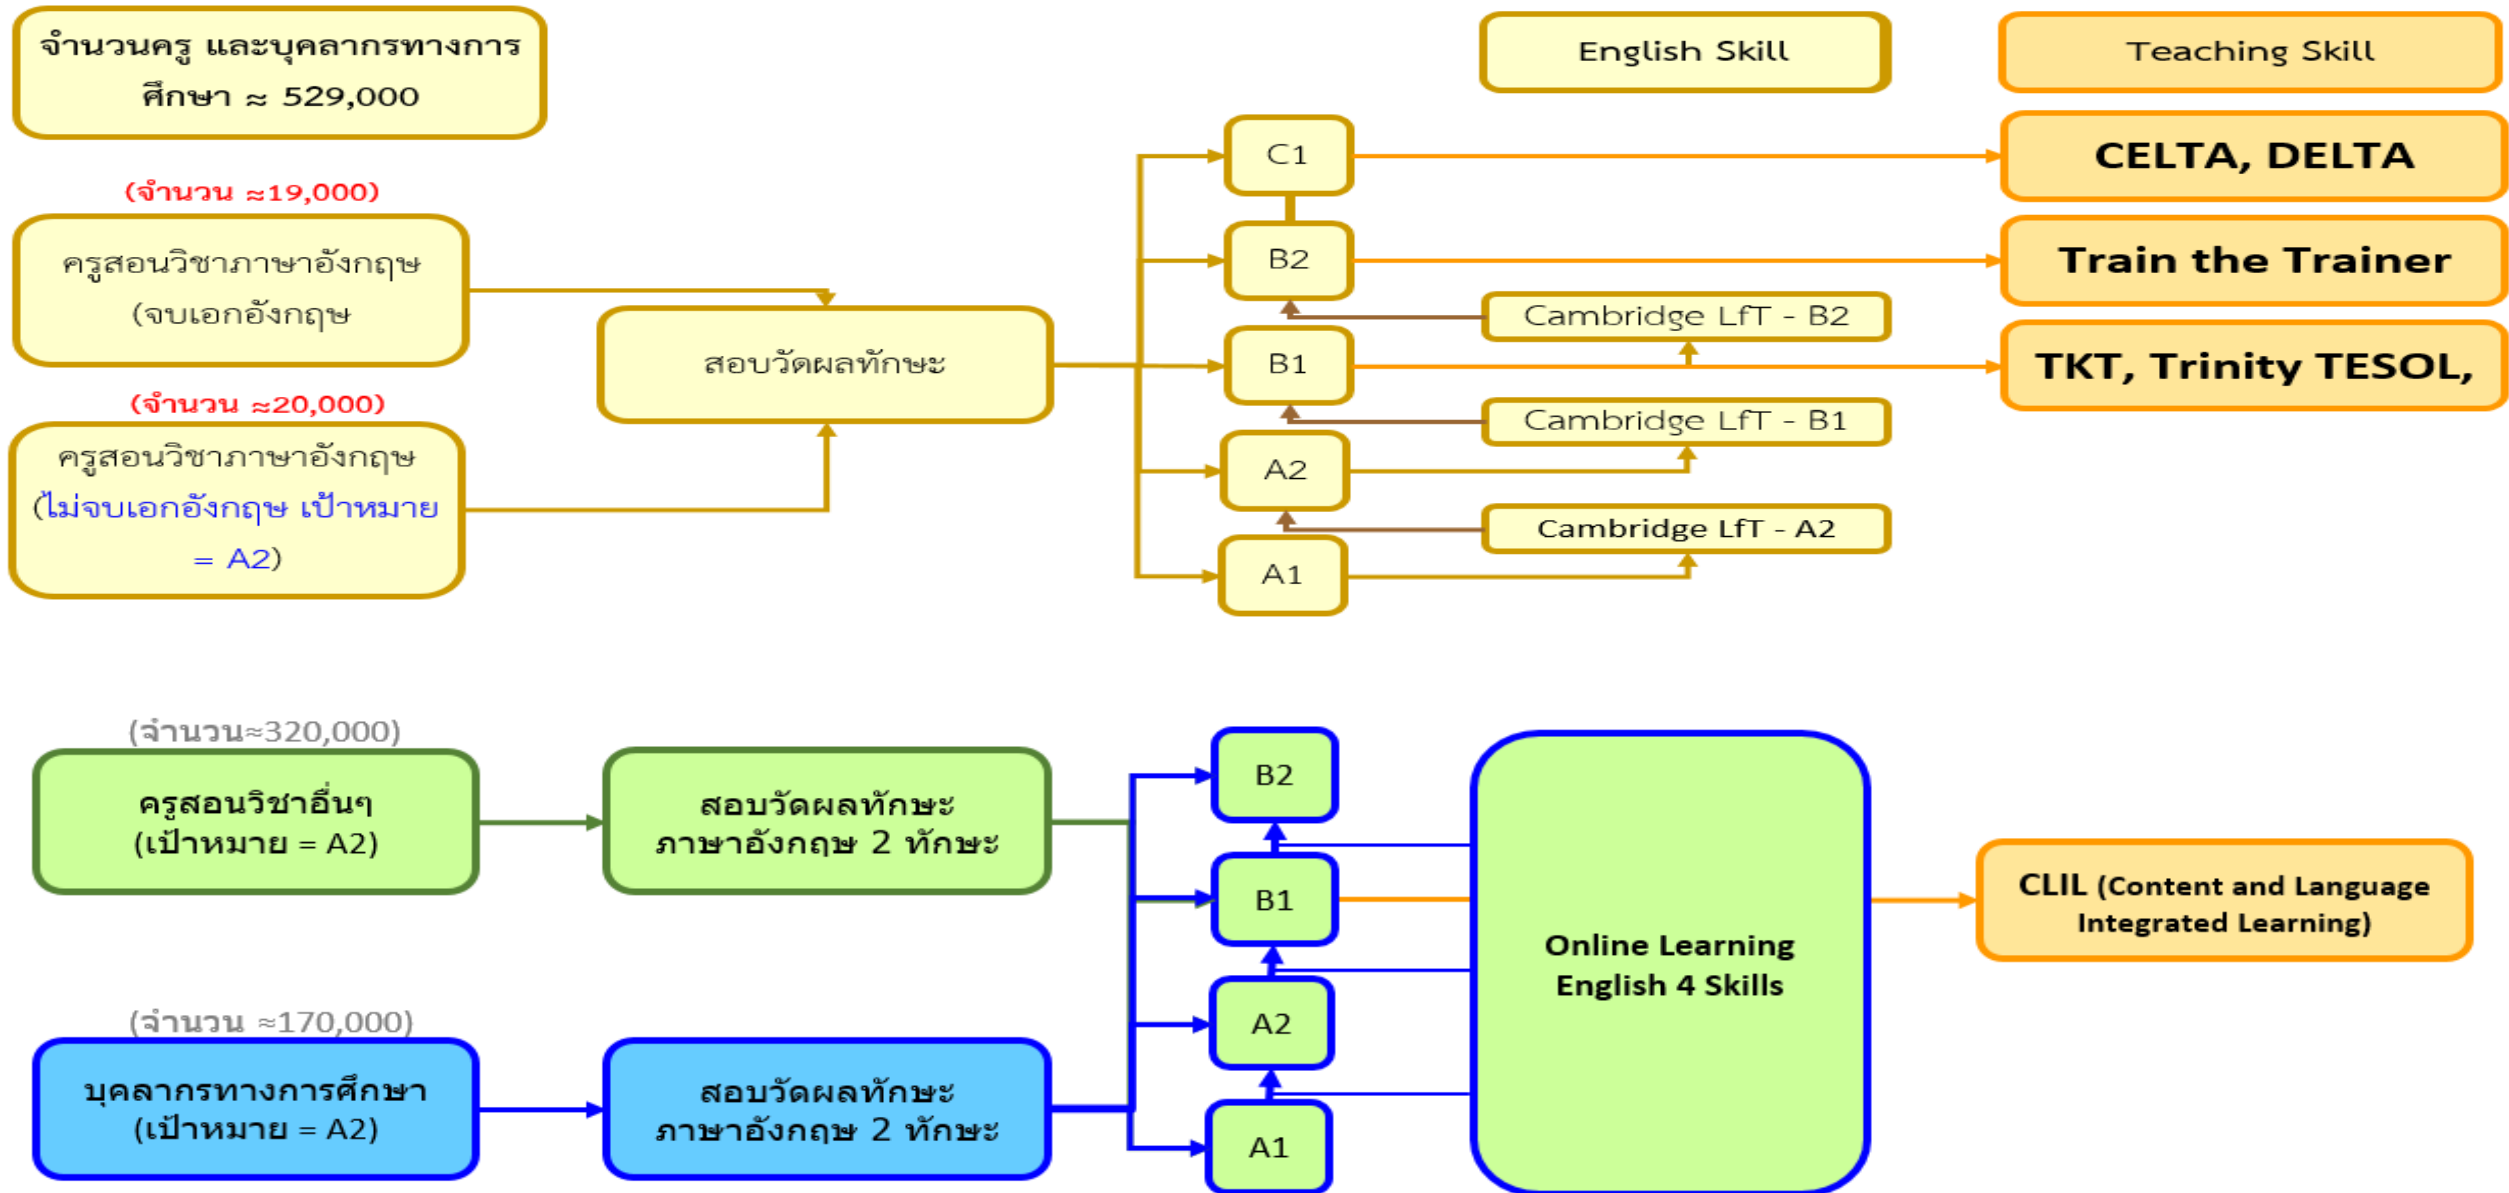 จำนวนครู และบุคลากรทางการ
ศึกษา ≈ 529,000
English Skill
Teaching Skill
(จำนวน ≈19,000)
ครูสอนวิชาภาษาอังกฤษ
(จบเอกอังกฤษ
(จำนวน ≈20,000)
ครูสอนวิชาภาษาอังกฤษ
(ไม่จบเอกอังกฤษ เป้าหมาย
= A2)
สอบวัดผลทักษะ
C1
B2
B1
A2
A1
Cambridge LfT - B2
Cambridge LfT - B1
Cambridge LfT - A2
CELTA, DELTA
Train the Trainer
TKT, Trinity TESOL,
(จำนวน≈320,000)
ครูสอนวิชาอื่นๆ
(เป้าหมาย = A2)
สอบวัดผลทักษะ
ภาษาอังกฤษ 2 ทักษะ
(จำนวน ≈170,000)
บุคลากรทางการศึกษา
(เป้าหมาย = A2)
สอบวัดผลทักษะ
ภาษาอังกฤษ 2 ทักษะ
B2
B1
A2
A1
Online Learning
English 4 Skills
CLIL (Content and Language
Integrated Learning)